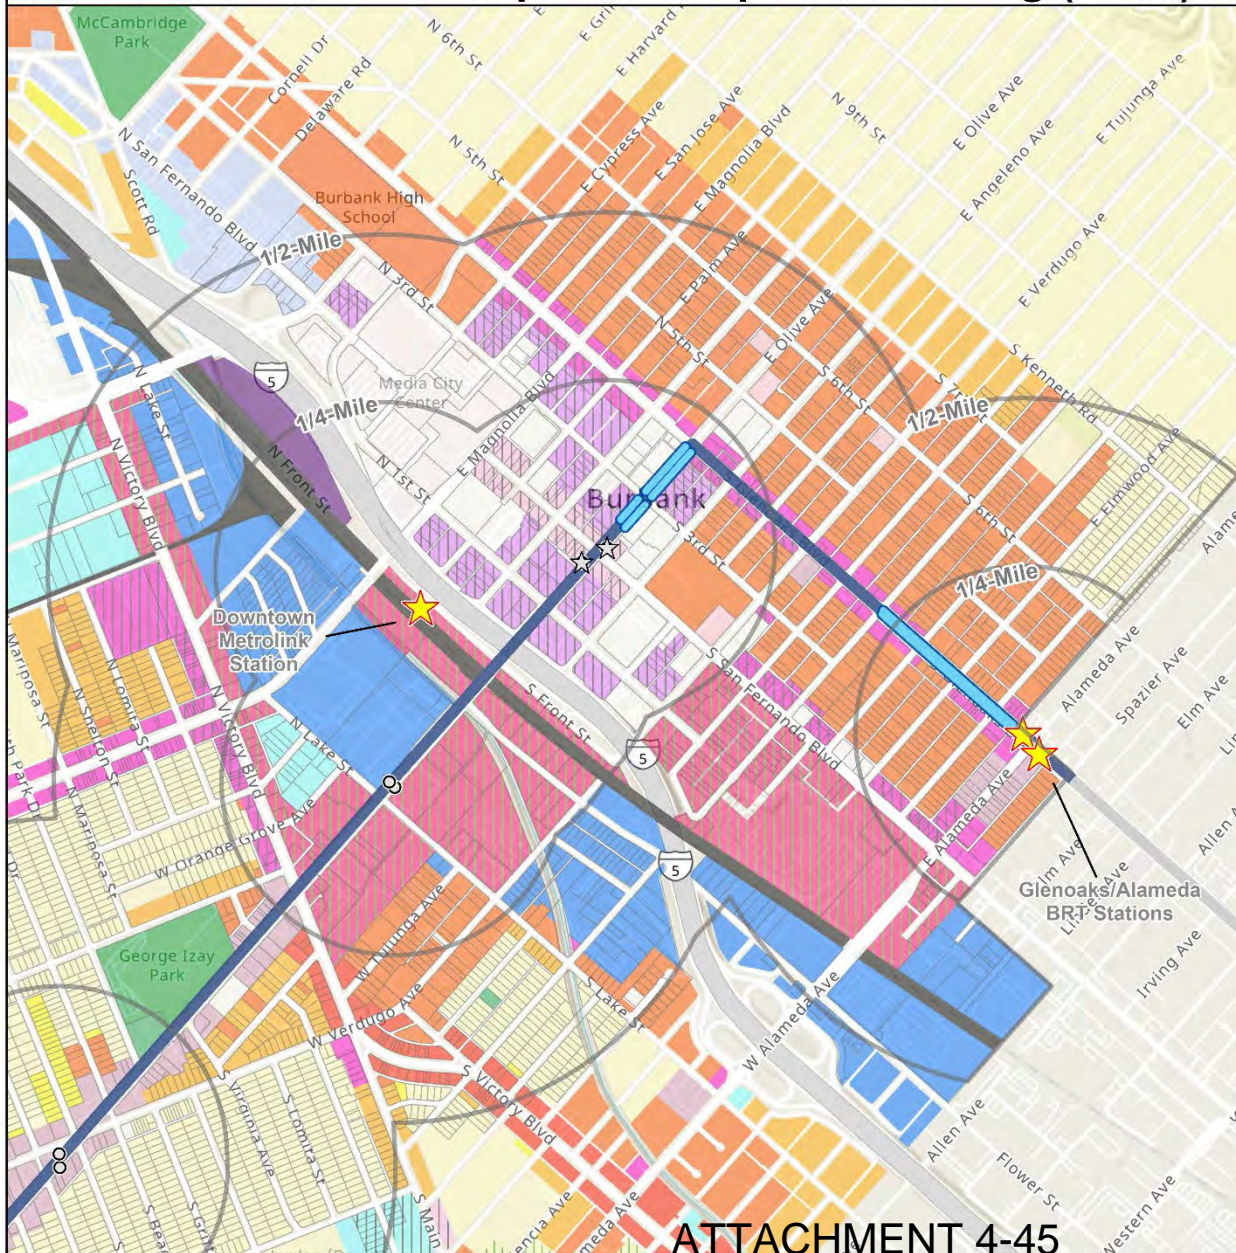 McCambridge
Park
Cornell Dr
Delaware Rd
N 6th St
E Harvard
N 9th St
E Olive Ave
E Tujunga Ave
E Angeleno Ave
E Verdugo Ave
N San Fernando Blvd
Scott Rd
Burbank High
School
N 5th St
E Cypress Ave
E San Jose Ave
E Magnolia Blvd
1/2-Mile
N 3rd St
E Palm Ave
N 5th St
E Olive Ave
S 6th St
S 7th St
S Kenneth Rd
1/2-Mile
5
N Lake St
Media City
Center
1/4-Mile
E Magnolia Blvd
N Victory Blvd
N Front St
N 1st St
Burbank
S 3rd St
S 6th St
E Elmwood Ave
1/4-Mile
Downtown
Metrolink
Station
Alameda Ave
Spazier Ave
Elm Ave
N Mariposa St
N Lomita St
N Shelton St
N Victory Blvd
N Lake St
S Front St
S San Fernando Blvd
5
N Mariposa St
W Orange Grove Ave
E Alameda Ave
5
Allen A
Glenoaks/Alameda
BRT Stations
Irving Ave
George Izay
Park
W Tujunga Ave
S Lake St
W Verdugo Ave
W Alameda Ave
S Virginia Ave
S Lomita St
S Victory Blvd
Allen Ave
Flower St
Western Ave
S Main
ATTACHMENT 4-45